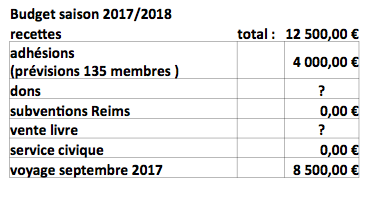 Budget saison 2017/2018
recettes total : 12 500,00 €
adhésions
(prévisions 135 membres ) 4 000,00 €
dons ?
subventions Reims 0,00 €
vente livre ?
service civique 0,00 €
voyage septembre 2017 8 500,00 €